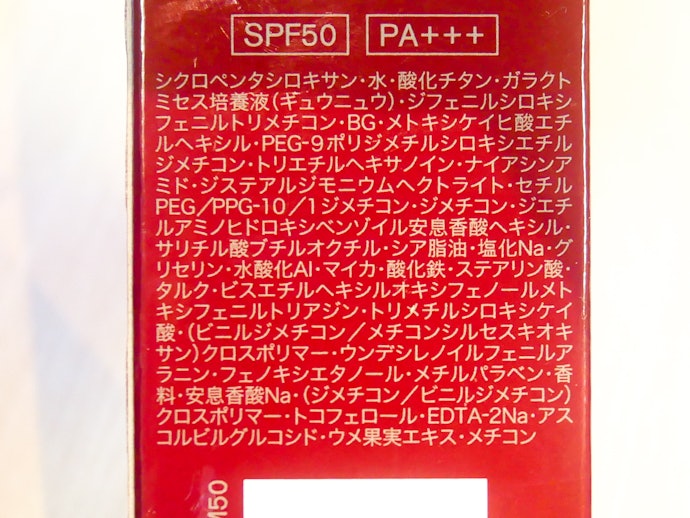 SPF50 PA+++
シクロペンタシロキサン・水・酸化チタン・ガラクト
ミセス培養液(ギュウニュウ)・ジフェニルシロキシ
フェニルトリメチコン・BG・メトキシケイヒ酸エチ
ルヘキシル・PEG-9ポリジメチルシロキシエチル
ジメチコン・トリエチルヘキサノイン・ナイアシンア
ミド・ジステアルジモニウムヘクトライト・セチル
PEG/PPG-10/1ジメチコン・ジメチコン・ジエチ
ルアミノヒドロキシベンゾイル安息香酸ヘキシル・
サリチル酸ブチルオクチル・シア脂油・塩化Na・グ
リセリン・水酸化Al・マイカ・酸化鉄・ステアリン酸・
タルク・ビスエチルヘキシルオキシフェノールメト
キシフェニルトリアジン・トリメチルシロキシケイ
酸・(ビニルジメチコン/メチコンシルセスキオキ
サン)クロスポリマー・ウンデシレノイルフェニルア
ラニン・フェノキシエタノール・メチルパラベン・香
料・安息香酸Na・(ジメチコン/ビニルジメチコン)
クロスポリマー・トコフェロール・EDTA-2Na・アス
コルビルグルコシド・ウメ果実エキス・メチコン